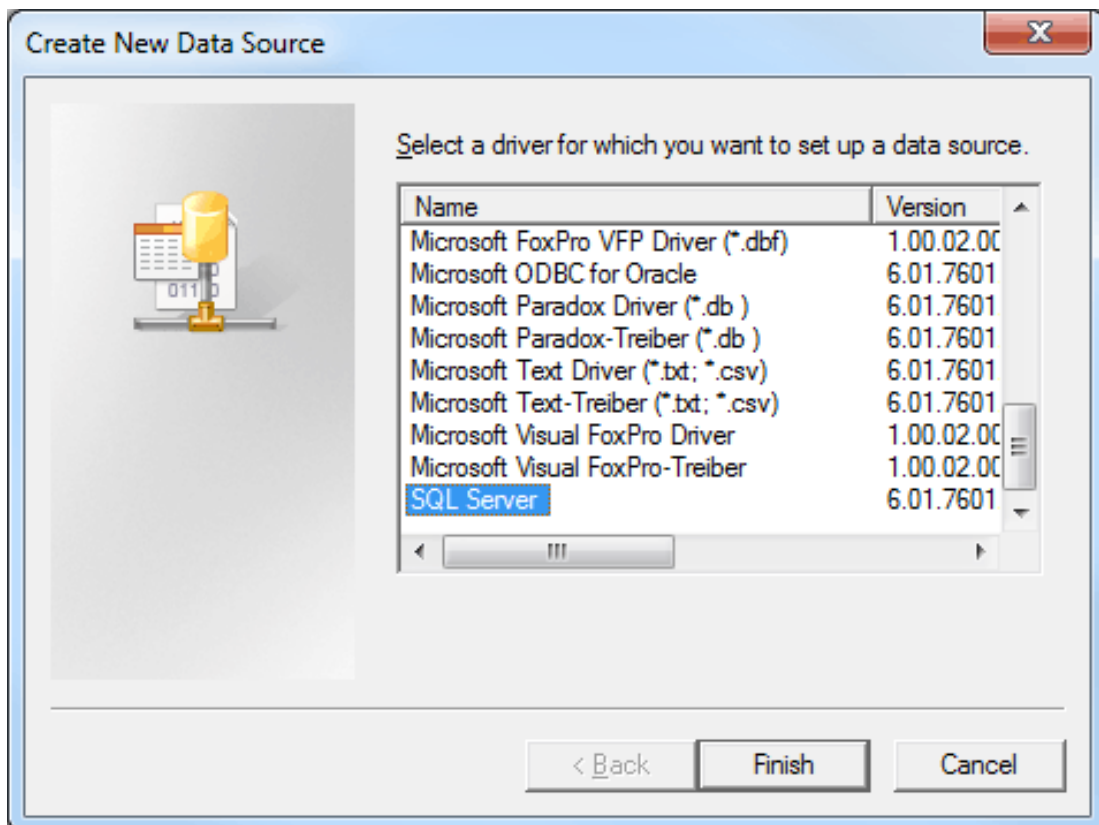 Create New Data Source
Select a driver for which you want to set up a data source.
Name Version
Microsoft FoxPro VFP Driver (*.dbf) 1.00.02.00
Microsoft ODBC for Oracle 6.01.7601
Microsoft Paradox Driver (*.db ) 6.01.7601
Microsoft Paradox-Treiber (*.db ) 6.01.7601
Microsoft Text Driver (*.txt; *.csv) 6.01.7601
Microsoft Text-Treiber (*.txt; *.csv) 6.01.7601
Microsoft Visual FoxPro Driver 1.00.02.00
Microsoft Visual FoxPro-Treiber 1.00.02.00
SQL Server 6.01.7601
< Back Finish Cancel